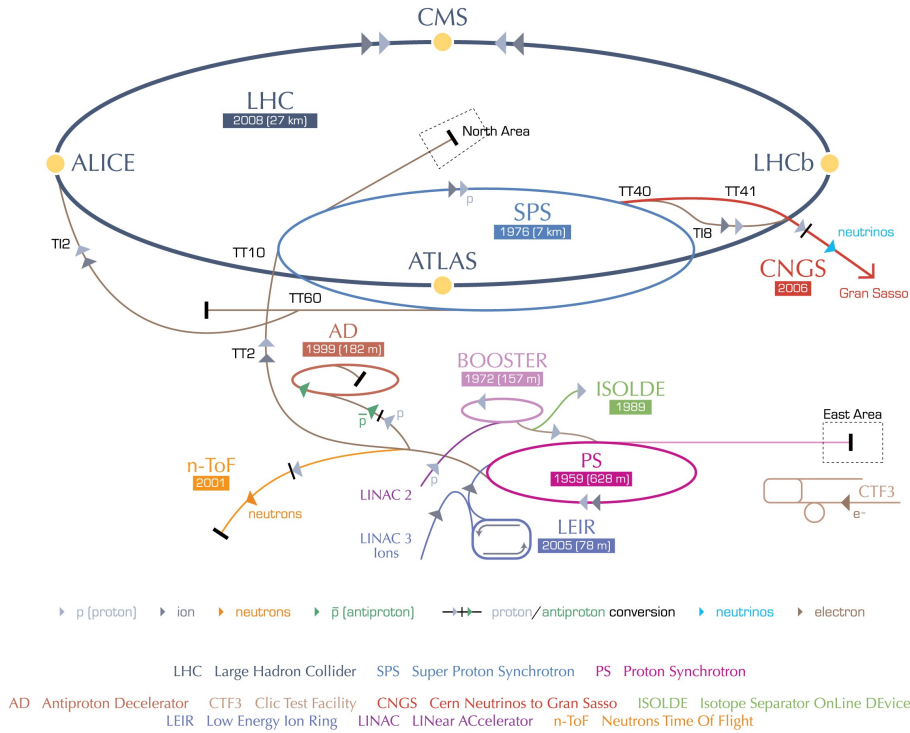 CMS
LHC
2008 (27 km)
North Area
ALICE
LHCb
TT40
TT41
p
SPS
1976 (7 km)
TI2
TT10
TI8
neutrinos
ATLAS
CNGS
2006
Gran Sasso
TT60
AD
1999 (182 m)
TT2
BOOSTER
1972 (157 m)
ISOLDE
1989
p̅
p
East Area
n-ToF
2001
PS
1959 (628 m)
p
LINAC 2
CTF3
neutrons
e⁻
LEIR
2005 (78 m)
LINAC 3
Ions
p (proton) ion neutrons p̅ (antiproton) proton/antiproton conversion neutrinos electron
LHC Large Hadron Collider SPS Super Proton Synchrotron PS Proton Synchrotron
AD Antiproton Decelerator CTF3 Clic Test Facility CNGS Cern Neutrinos to Gran Sasso ISOLDE Isotope Separator OnLine DEvice
LEIR Low Energy Ion Ring LINAC LINear ACcelerator n-ToF Neutrons Time Of Flight